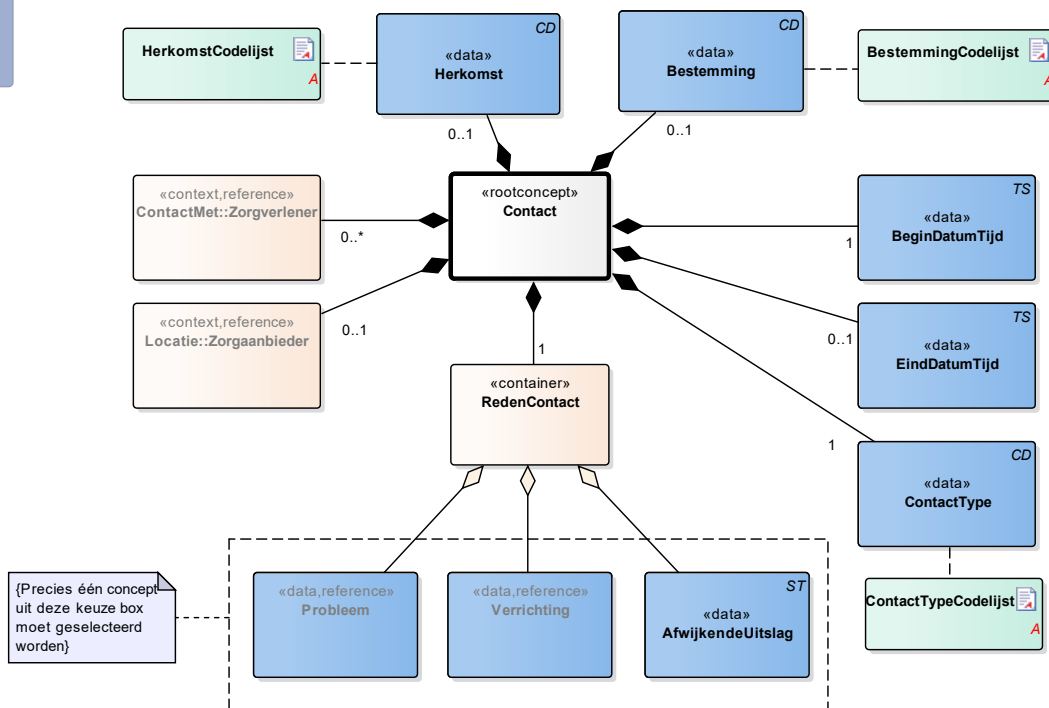 HerkomstCodelijst
A
CD
«data»
Herkomst
CD
«data»
Bestemming
BestemmingCodelijst
A
0..1
0..1
«context,reference»
ContactMet::Zorgverlener
0..*
«rootconcept»
Contact
TS
«data»
BeginDatumTijd
1
«context,reference»
Locatie::Zorgaanbieder
0..1
TS
«data»
EindDatumTijd
0..1
1
«container»
RedenContact
1
CD
«data»
ContactType
{Precies één concept
uit deze keuze box
moet geselecteerd
worden}
«data,reference»
Probleem
«data,reference»
Verrichting
ST
«data»
AfwijkendeUitslag
ContactTypeCodelijst
A